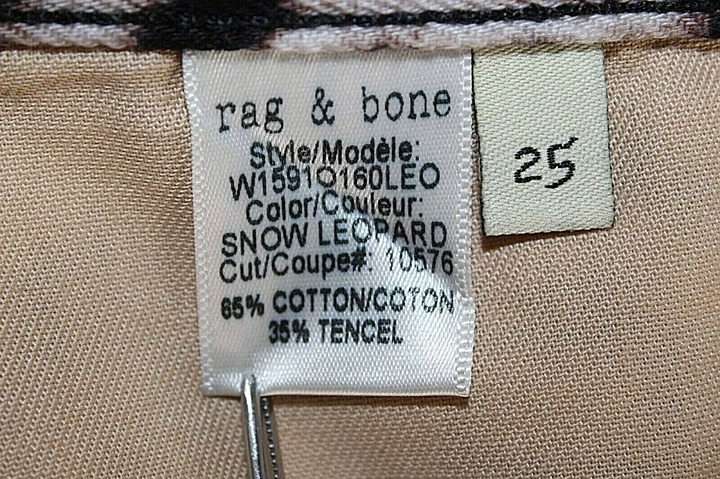 rag & bone
Style/Modèle:
W1591O160LEO
Color/Couleur:
SNOW LEOPARD
Cut/Coupe#: 10576
65% COTTON/COTON
35% TENCEL
25